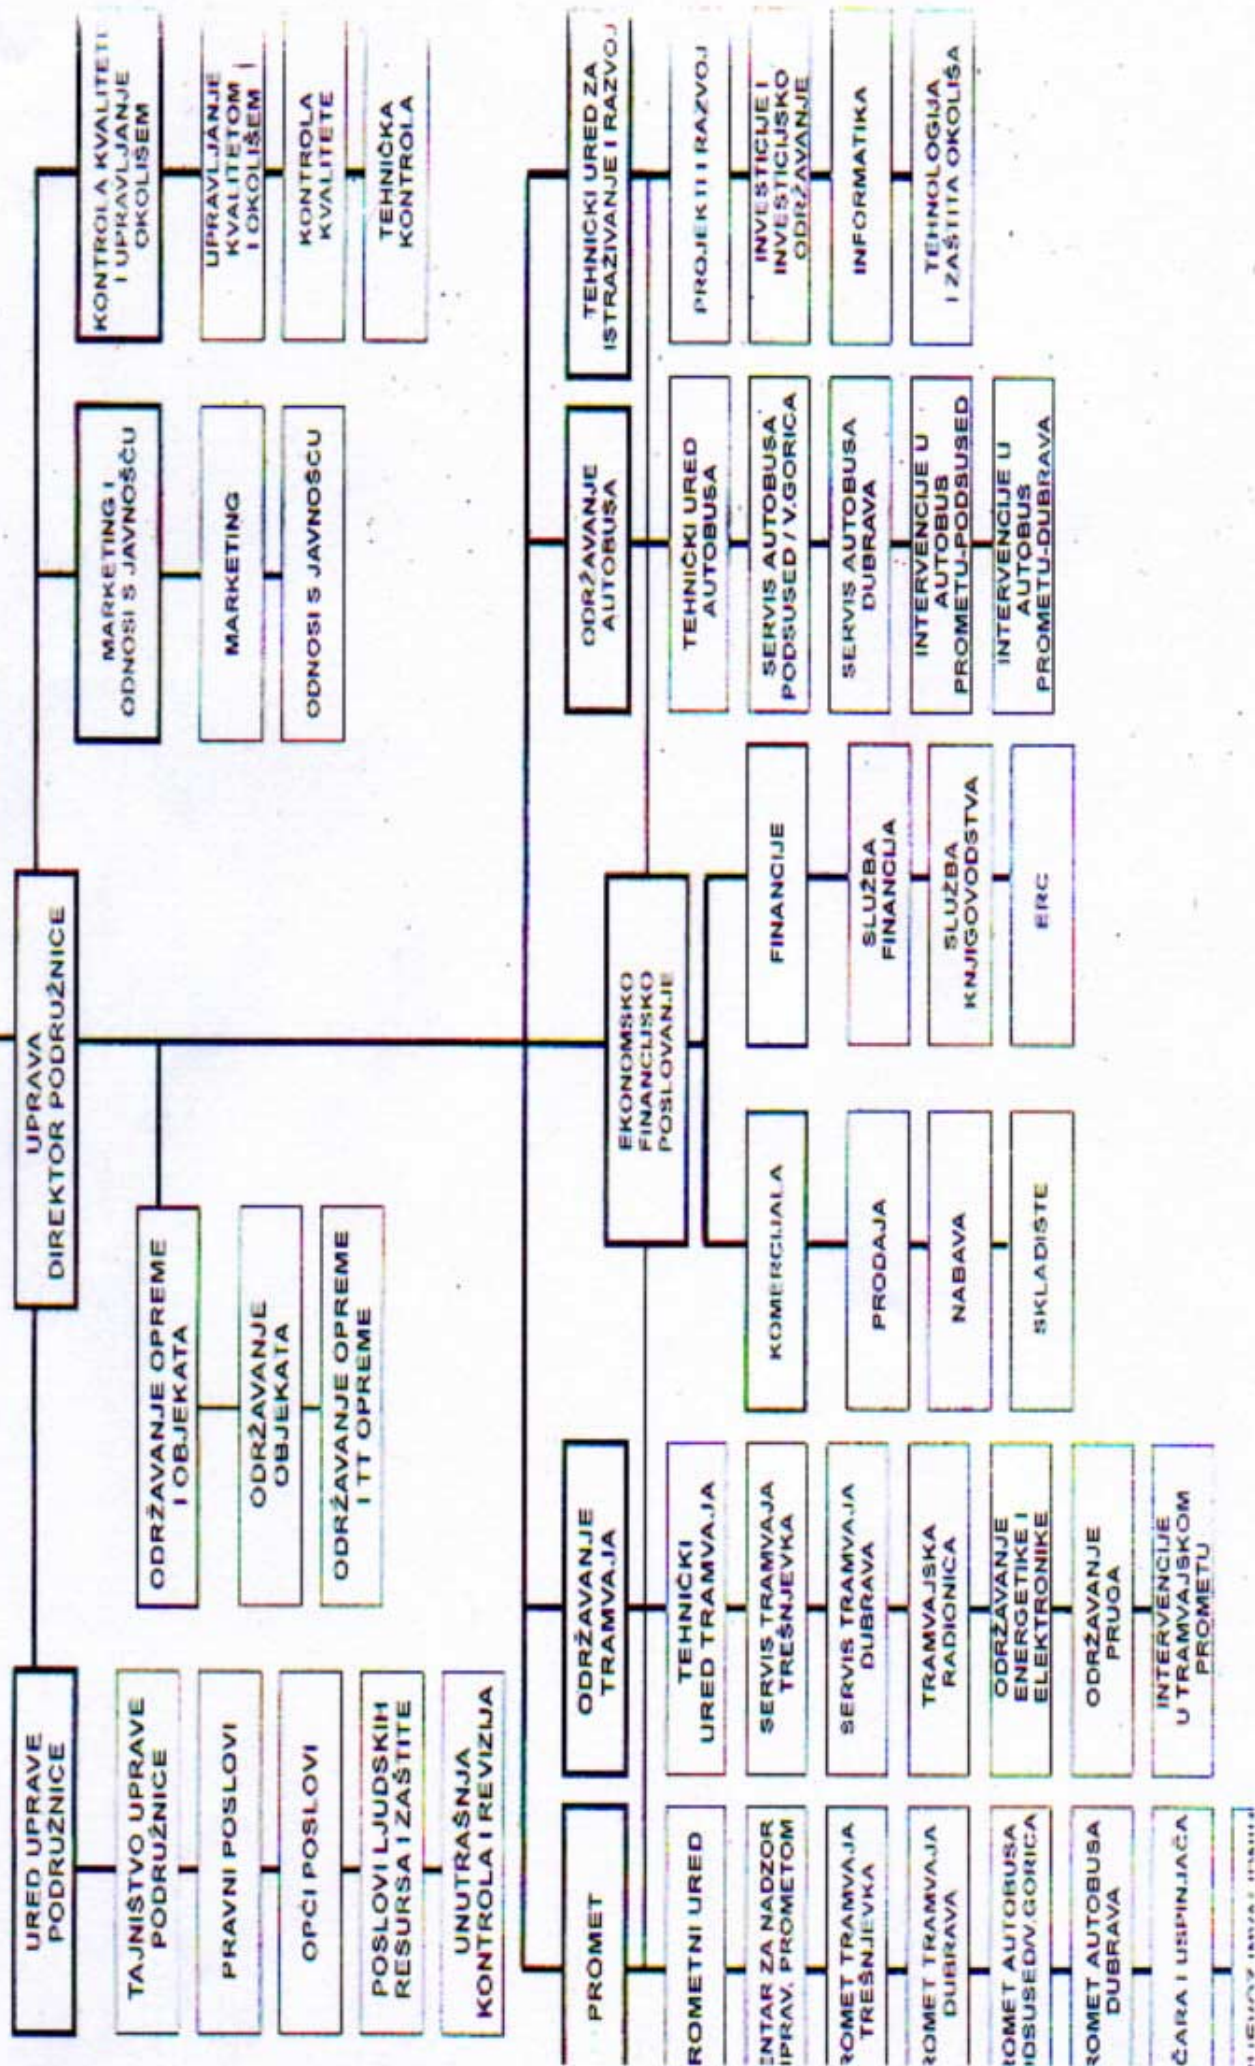 UPRAVA
DIREKTOR PODRUŽNICE
URED UPRAVE
PODRUŽNICE
TAJNIŠTVO UPRAVE
PODRUŽNICE
PRAVNI POSLOVI
OPĆI POSLOVI
POSLOVI LJUDSKIH
RESURSA I ZAŠTITE
UNUTRAŠNJA
KONTROLA I REVIZIJA
ODRŽAVANJE OPREME
I OBJEKATA
ODRŽAVANJE
OBJEKATA
ODRŽAVANJE OPREME
I TT OPREME
MARKETING I
ODNOSI S JAVNOŠĆU
MARKETING
ODNOSI S JAVNOŠĆU
KONTROLA KVALITETE
I UPRAVLJANJE
OKOLIŠEM
UPRAVLJANJE
KVALITETOM
I OKOLIŠEM
KONTROLA
KVALITETE
TEHNIČKA
KONTROLA
PROMET
ROMETNI URED
ENTAR ZA NADZOR
UPRAV. PROMETOM
ROMET TRAMVAJA
TREŠNJEVKA
ROMET TRAMVAJA
DUBRAVA
ROMET AUTOBUSA
ODSUSED/V.GORICA
ROMET AUTOBUSA
DUBRAVA
ČARA I USPINJAČA
ODRŽAVANJE
TRAMVAJA
TEHNIČKI
URED TRAMVAJA
SERVIS TRAMVAJA
TREŠNJEVKA
SERVIS TRAMVAJA
DUBRAVA
TRAMVAJSKA
RADIONICA
ODRŽAVANJE
ENERGETIKE I
ELEKTRONIKE
ODRŽAVANJE
PRUGA
INTERVENCIJE
U TRAMVAJSKOM
PROMETU
EKONOMSKO
FINANCIJSKO
POSLOVANJE
KOMERCIJALA
PRODAJA
NABAVA
SKLADIŠTE
FINANCIJE
SLUŽBA
FINANCIJA
SLUŽBA
KNJIGOVODSTVA
ERC
ODRŽAVANJE
AUTOBUSA
TEHNIČKI URED
AUTOBUSA
SERVIS AUTOBUSA
PODSUSED / V.GORICA
SERVIS AUTOBUSA
DUBRAVA
INTERVENCIJE U
AUTOBUS
PROMETU-PODSUSED
INTERVENCIJE U
AUTOBUS
PROMETU-DUBRAVA
TEHNIČKI URED ZA
ISTRAŽIVANJE I RAZVOJ
PROJEKTI I RAZVOJ
INVESTICIJE I
INVESTICIJSKO
ODRŽAVANJE
INFORMATIKA
TEHNOLOGIJA
I ZAŠTITA OKOLIŠA